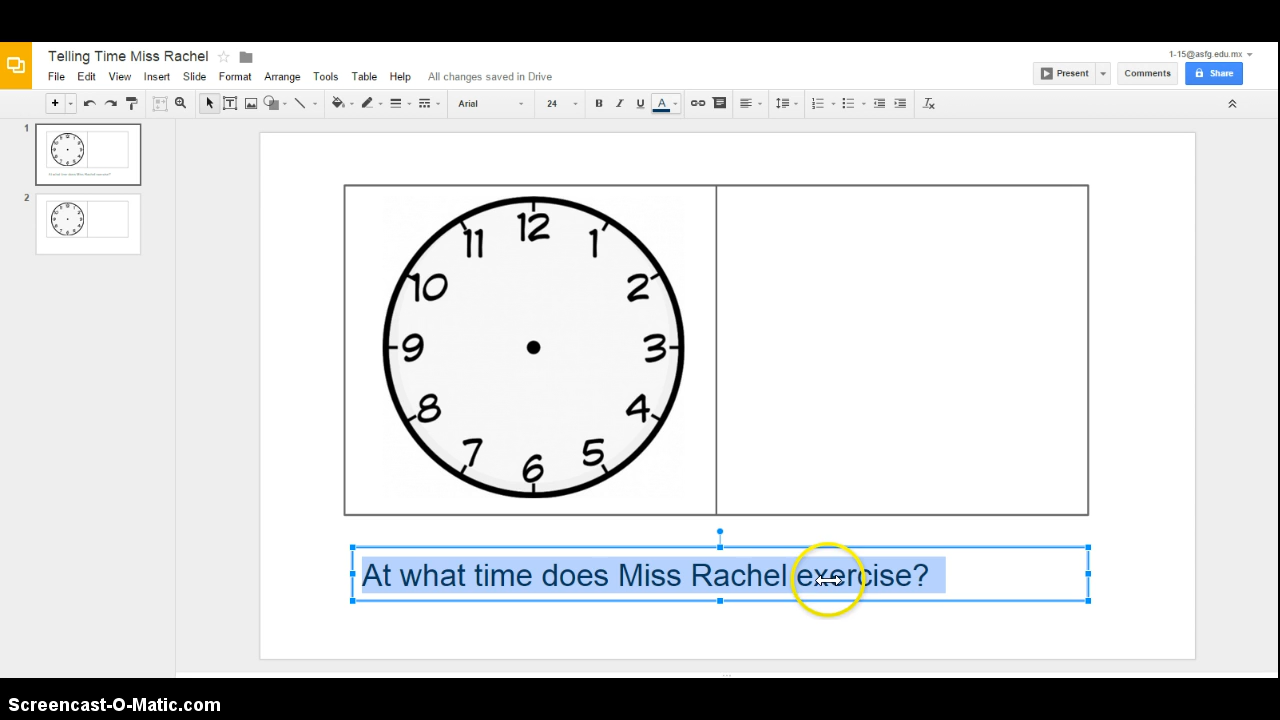 Telling Time Miss Rachel
1-15@asfg.edu.mx
File Edit View Insert Slide Format Arrange Tools Table Help All changes saved in Drive
Present Comments Share
Arial 24 B I U A
1
2
12
11 1
10 2
9 3
8 4
7 5
6
At what time does Miss Rachel exercise?
Screencast-O-Matic.com